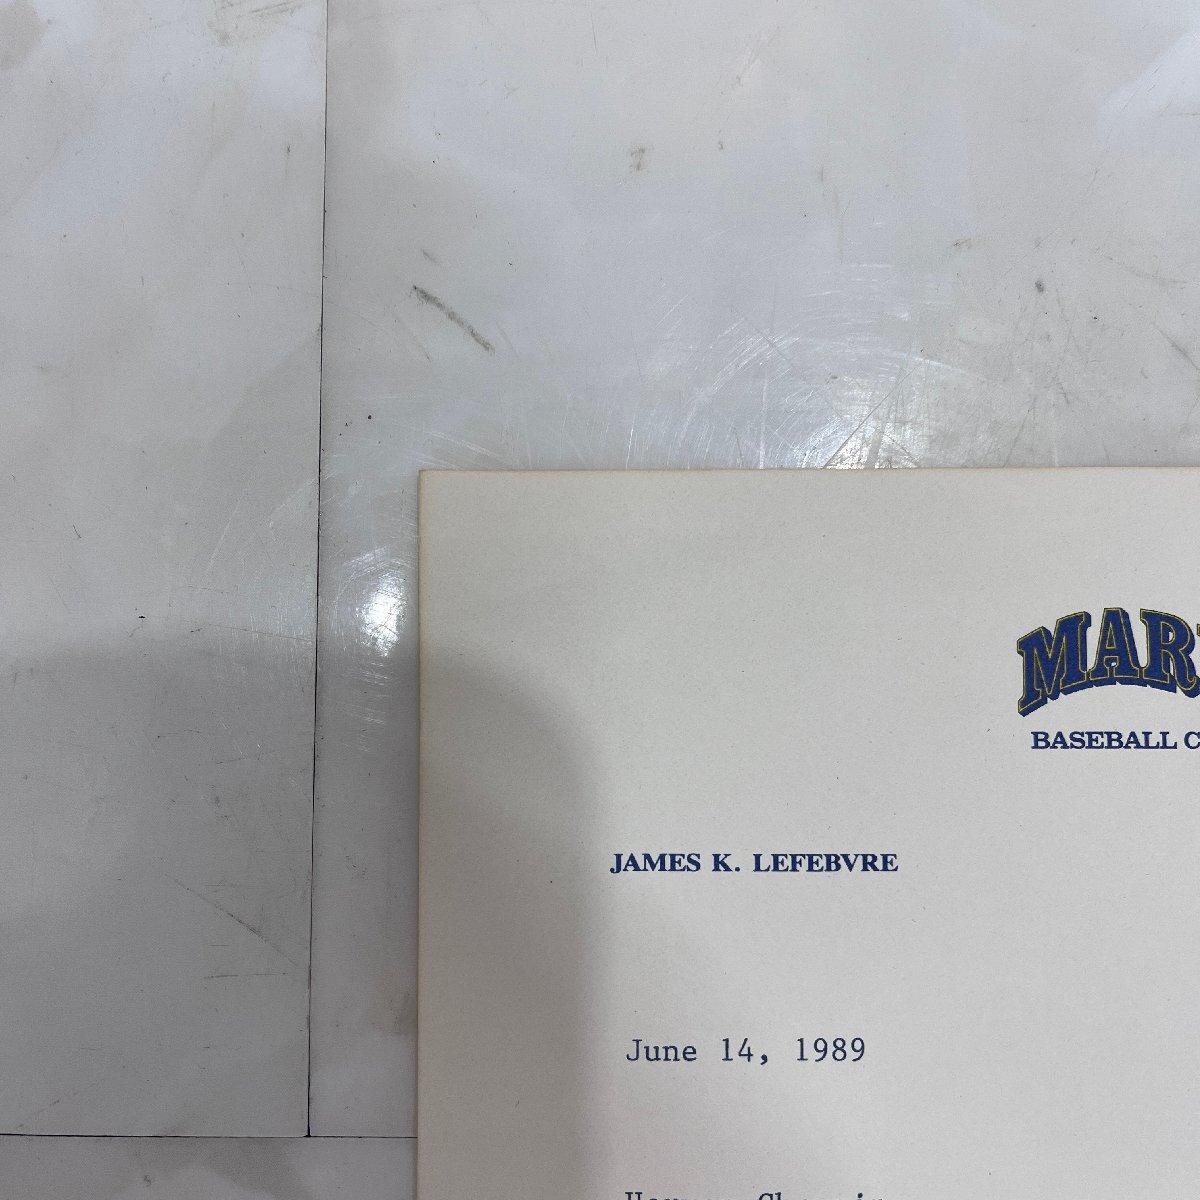 MAR
BASEBALL C
JAMES K. LEFEBVRE
June 14, 1989